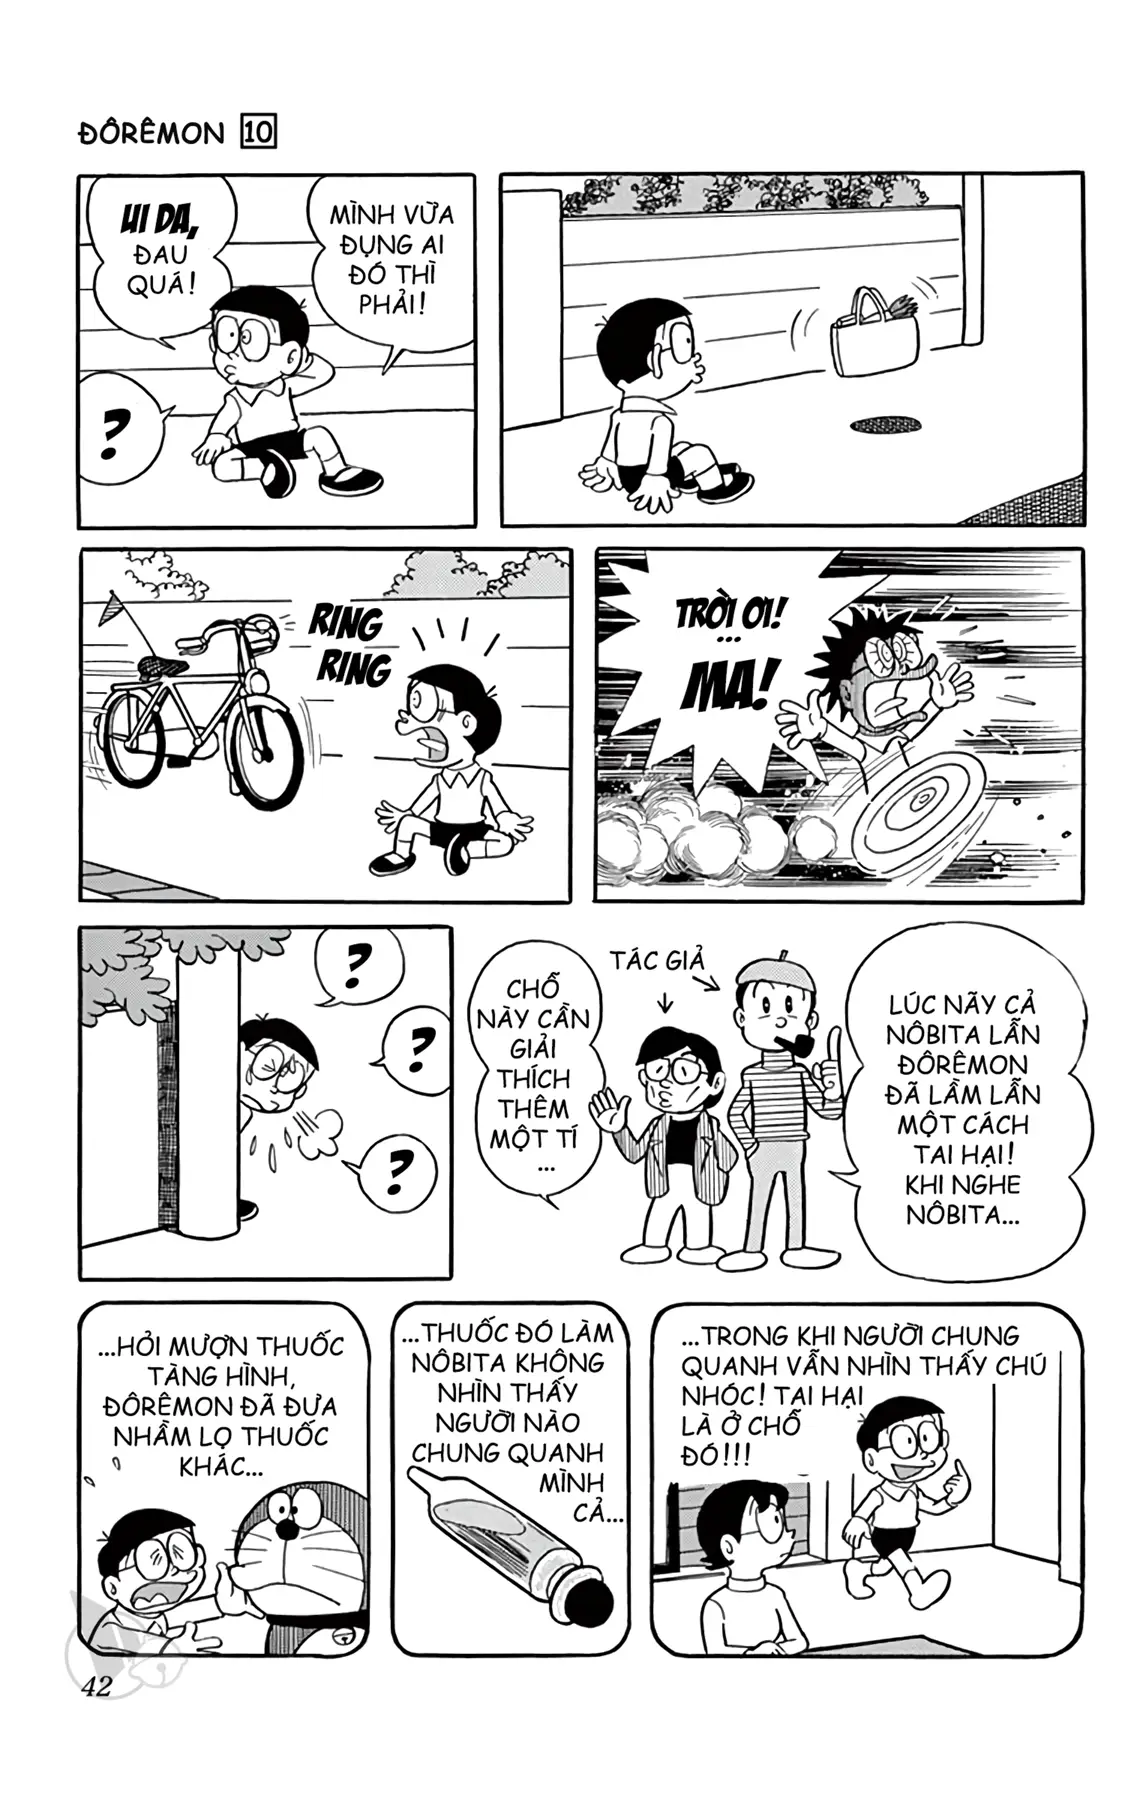 ĐÔRÊMON 10
UI DA,
ĐAU
QUÁ!
MÌNH VỪA
ĐỤNG AI
ĐÓ THÌ
PHẢI!
?
RING
RING
TRỜI ƠI!
...
MA!
?
?
?
CHỖ
NÀY CẦN
GIẢI
THÍCH
THÊM
MỘT TÍ
...
TÁC GIẢ
LÚC NÃY CẢ
NÔBITA LẪN
ĐÔRÊMON
ĐÃ LẦM LẪN
MỘT CÁCH
TAI HẠI!
KHI NGHE
NÔBITA...
...HỎI MƯỢN THUỐC
TÀNG HÌNH,
ĐÔRÊMON ĐÃ ĐƯA
NHẦM LỌ THUỐC
KHÁC...
...THUỐC ĐÓ LÀM
NÔBITA KHÔNG
NHÌN THẤY
NGƯỜI NÀO
CHUNG QUANH
MÌNH
CẢ...
...TRONG KHI NGƯỜI CHUNG
QUANH VẪN NHÌN THẤY CHÚ
NHÓC! TAI HẠI
LÀ Ở CHỖ
ĐÓ!!!
42